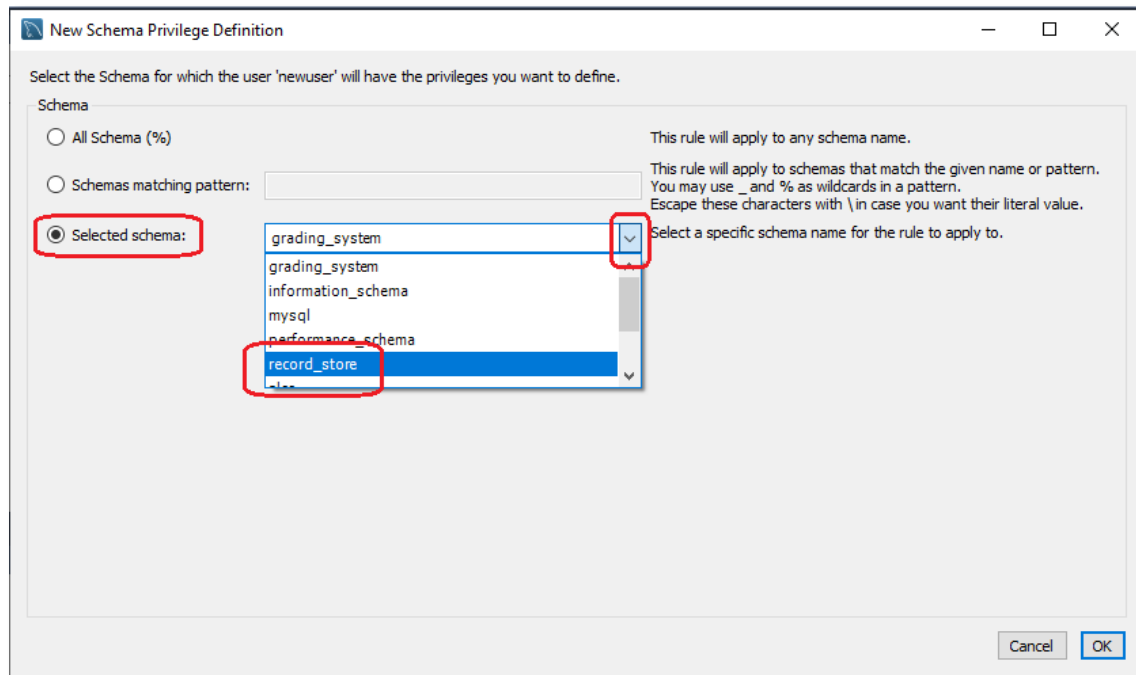 New Schema Privilege Definition
Select the Schema for which the user 'newuser' will have the privileges you want to define.
Schema
All Schema (%)
This rule will apply to any schema name.
Schemas matching pattern:
This rule will apply to schemas that match the given name or pattern.
You may use _ and % as wildcards in a pattern.
Escape these characters with \ in case you want their literal value.
Selected schema:
grading_system
Select a specific schema name for the rule to apply to.
grading_system
information_schema
mysql
performance_schema
record_store
Cancel
OK